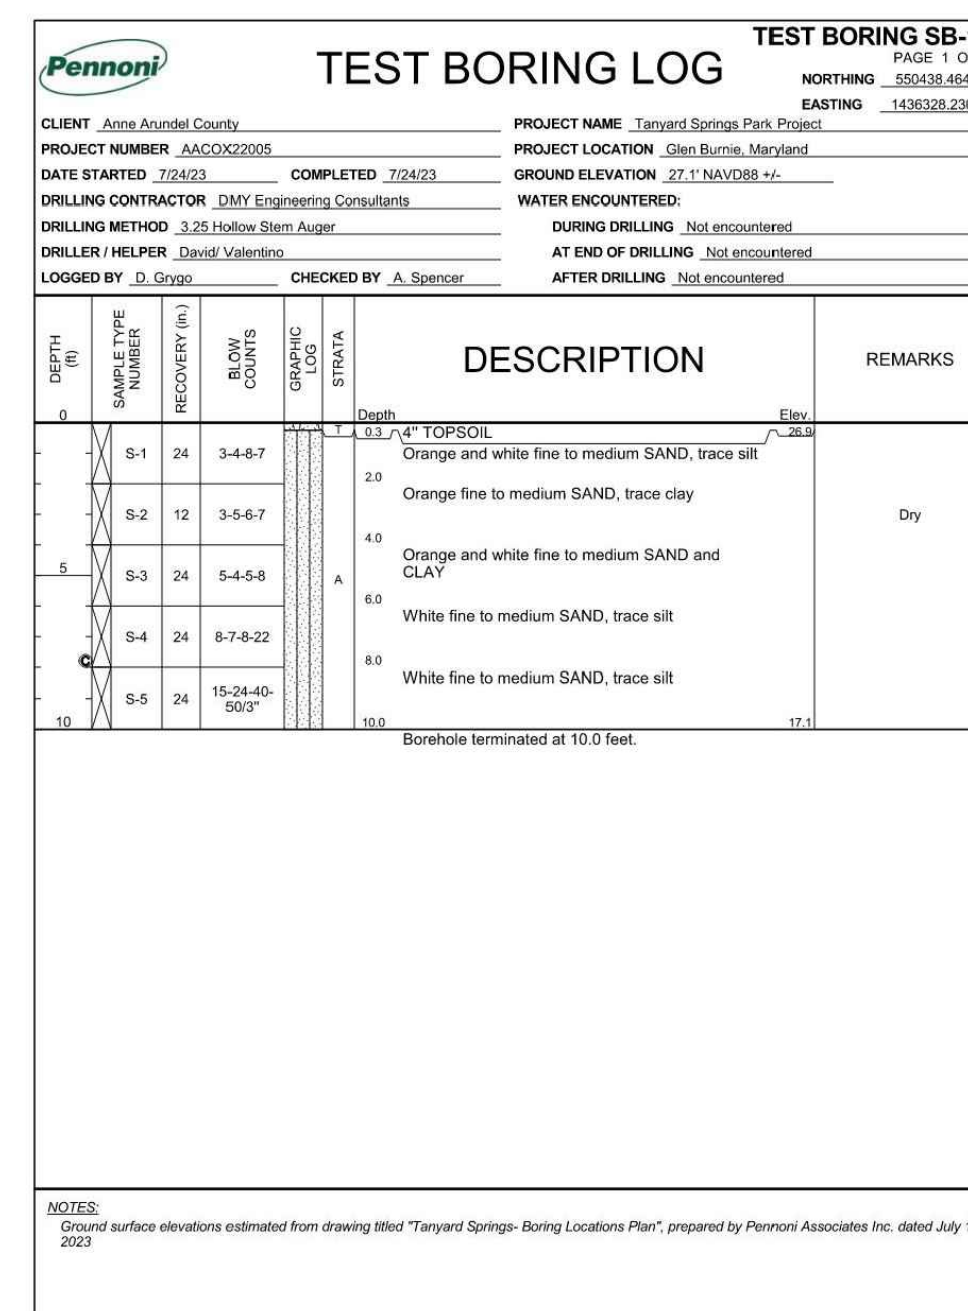 Pennoni
TEST BORING LOG
TEST BORING SB-
PAGE 1 O
NORTHING 550438.464
EASTING 1436328.23
CLIENT Anne Arundel County
PROJECT NAME Tanyard Springs Park Project
PROJECT NUMBER AACOX22005
PROJECT LOCATION Glen Burnie, Maryland
DATE STARTED 7/24/23 COMPLETED 7/24/23
GROUND ELEVATION 27.1' NAVD88 +/-
DRILLING CONTRACTOR DMY Engineering Consultants
WATER ENCOUNTERED:
DRILLING METHOD 3.25 Hollow Stem Auger
DURING DRILLING Not encountered
DRILLER / HELPER David/ Valentino
AT END OF DRILLING Not encountered
LOGGED BY D. Grygo CHECKED BY A. Spencer
AFTER DRILLING Not encountered
DEPTH
(ft)
SAMPLE TYPE
NUMBER
RECOVERY (in.)
BLOW
COUNTS
GRAPHIC
LOG
STRATA
DESCRIPTION
REMARKS
0 Depth Elev.
T 0.3 4" TOPSOIL 26.9
S-1 24 3-4-8-7 Orange and white fine to medium SAND, trace silt
2.0
Orange fine to medium SAND, trace clay
S-2 12 3-5-6-7 Dry
4.0
Orange and white fine to medium SAND and
CLAY
5 S-3 24 5-4-5-8 A
6.0
White fine to medium SAND, trace silt
S-4 24 8-7-8-22
C 8.0
White fine to medium SAND, trace silt
S-5 24 15-24-40-
50/3"
10 10.0 17.1
Borehole terminated at 10.0 feet.
NOTES:
Ground surface elevations estimated from drawing titled "Tanyard Springs- Boring Locations Plan", prepared by Pennoni Associates Inc. dated July
2023